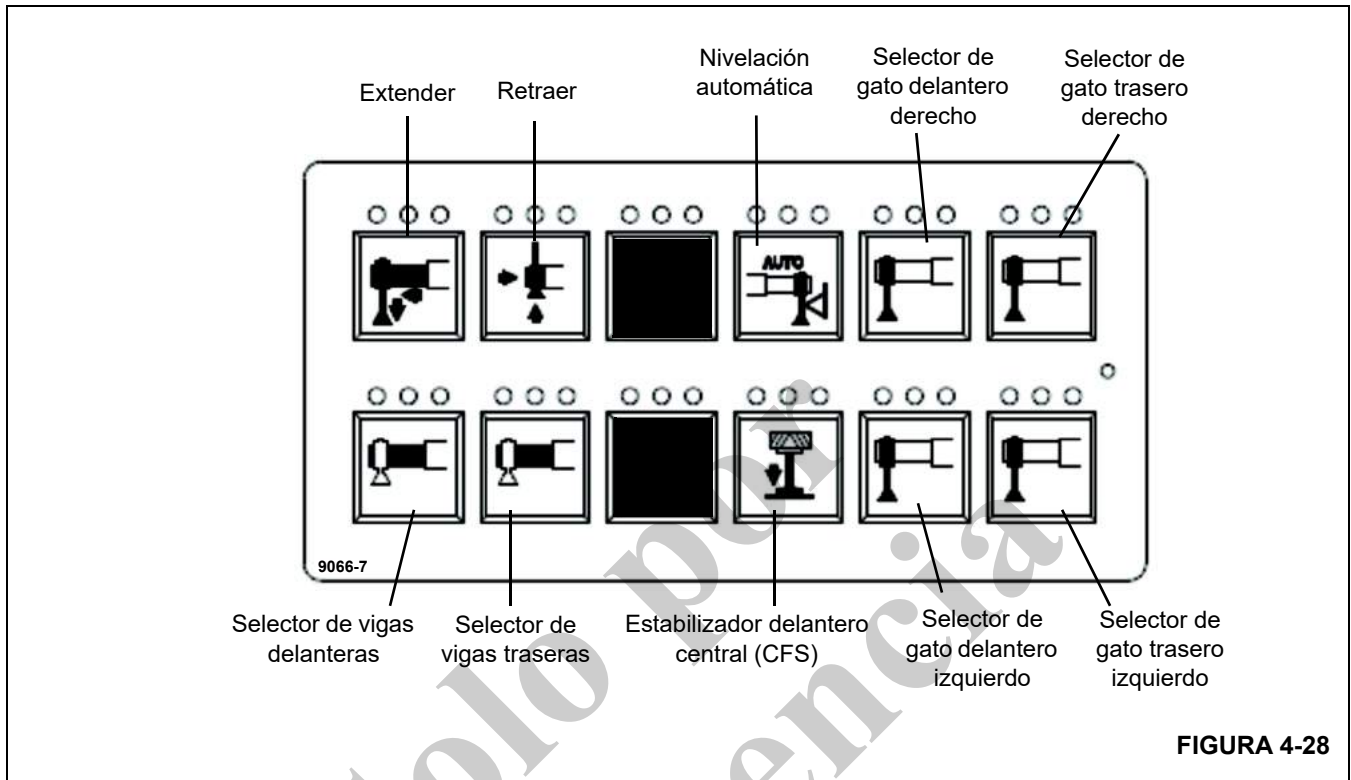 Extender
Retraer
Nivelación
automática
Selector de
gato delantero
derecho
Selector de
gato trasero
derecho
AUTO
9066-7
Selector de vigas
delanteras
Selector de
vigas traseras
Estabilizador delantero
central (CFS)
Selector de
gato delantero
izquierdo
Selector de
gato trasero
izquierdo
FIGURA 4-28
por